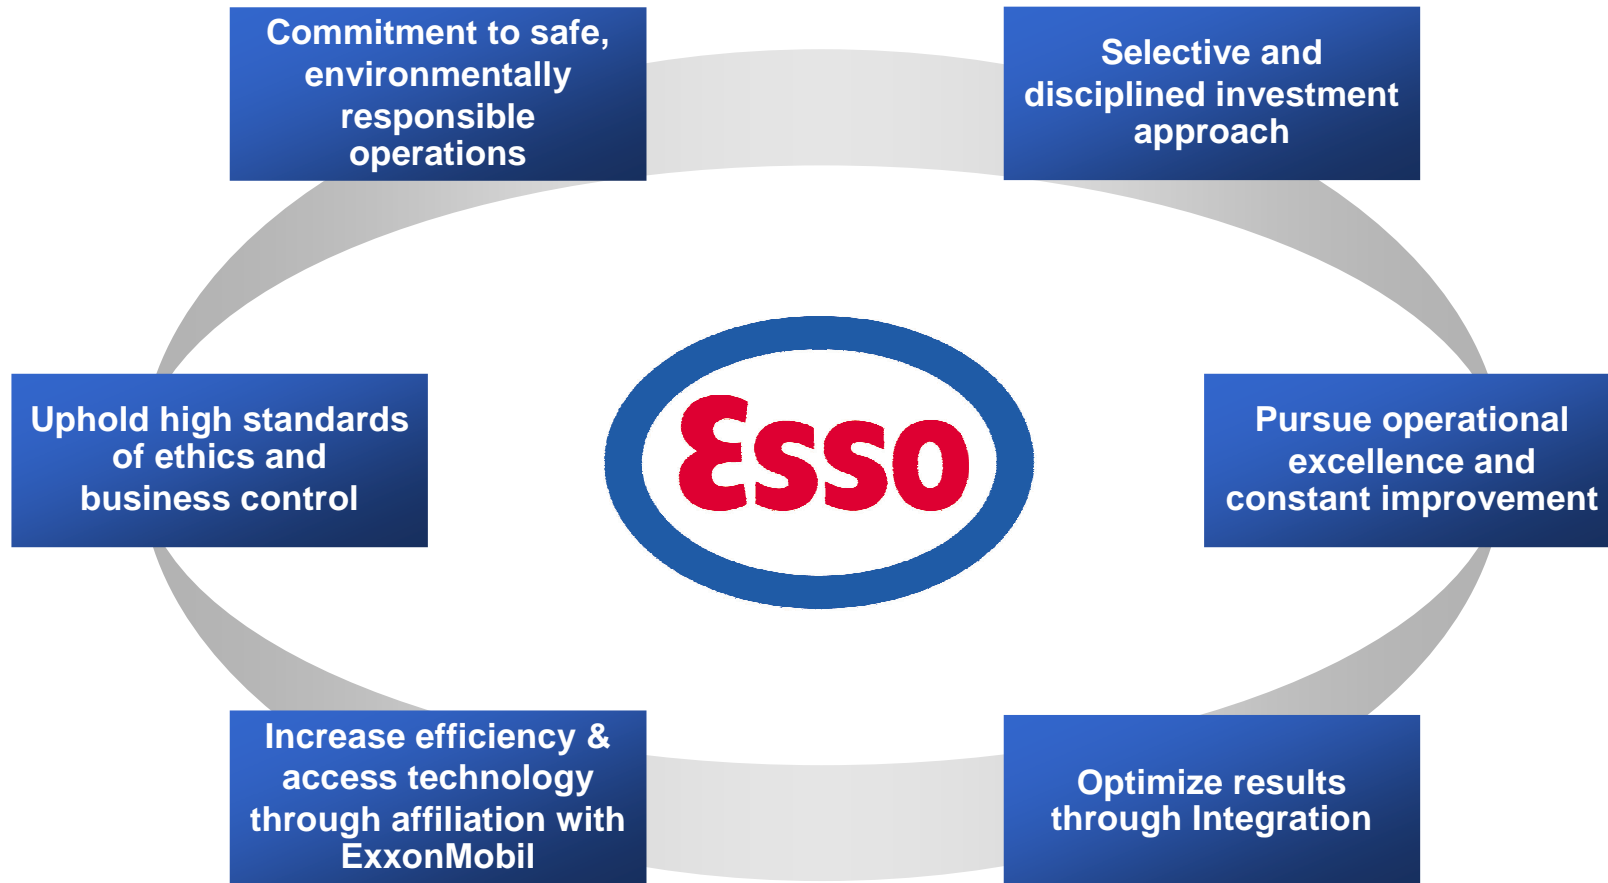 Commitment to safe,
environmentally
responsible
operations
Selective and
disciplined investment
approach
Uphold high standards
of ethics and
business control
Esso
Pursue operational
excellence and
constant improvement
Increase efficiency &
access technology
through affiliation with
ExxonMobil
Optimize results
through Integration